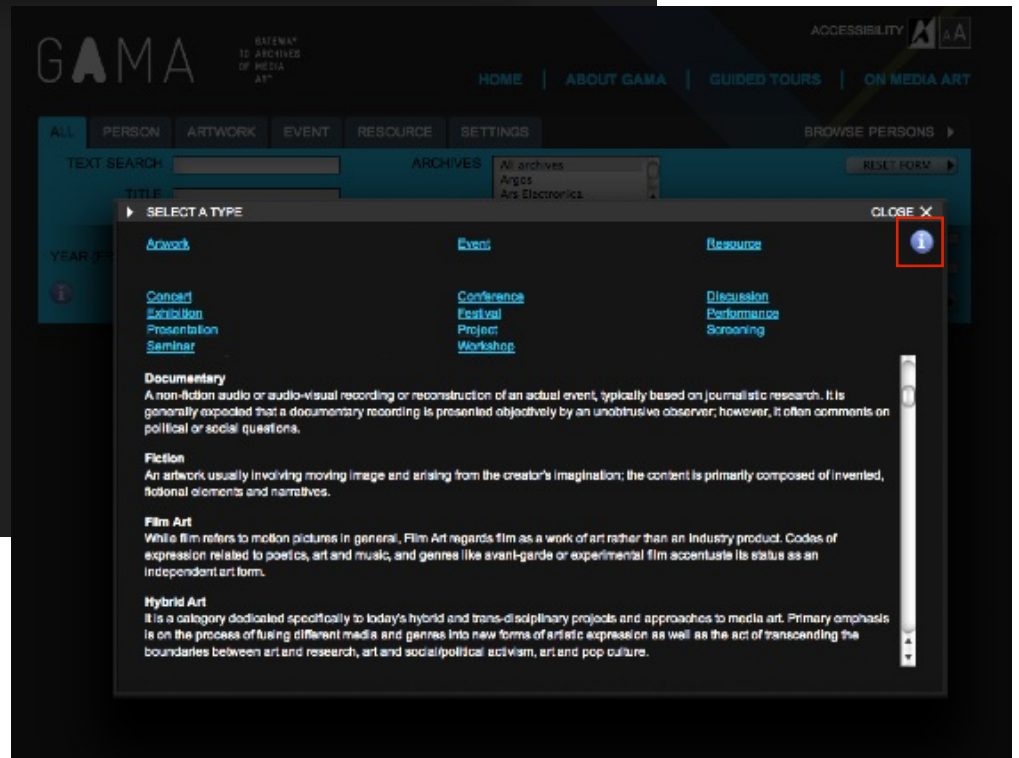 ACCESSIBILITY A A
GAMA
GATEWAY
TO ARCHIVES
OF MEDIA
ART
HOME | ABOUT GAMA | GUIDED TOURS | ON MEDIA ART
ALL PERSON ARTWORK EVENT RESOURCE SETTINGS BROWSE PERSONS
TEXT SEARCH ARCHIVES All archives RESET FORM
Argos
TITLE Ars Electronica
SELECT A TYPE CLOSE X
YEAR
Artwork Event Resource
Concert Conference Discussion
Exhibition Festival Performance
Presentation Project Screening
Seminar Workshop
Documentary
A non-fiction audio or audio-visual recording or reconstruction of an actual event, typically based on journalistic research. It is
generally expected that a documentary recording is presented objectively by an unobtrusive observer; however, it often comments on
political or social questions.
Fiction
An artwork usually involving moving image and arising from the creator's imagination; the content is primarily composed of invented,
fictional elements and narratives.
Film Art
While film refers to motion pictures in general, Film Art regards film as a work of art rather than an industry product. Codes of
expression related to poetics, art and music, and genres like avant-garde or experimental film accentuate its status as an
independent art form.
Hybrid Art
It is a category dedicated specifically to today's hybrid and trans-disciplinary projects and approaches to media art. Primary emphasis
is on the process of fusing different media and genres into new forms of artistic expression as well as the act of transcending the
boundaries between art and research, art and social/political activism, art and pop culture.